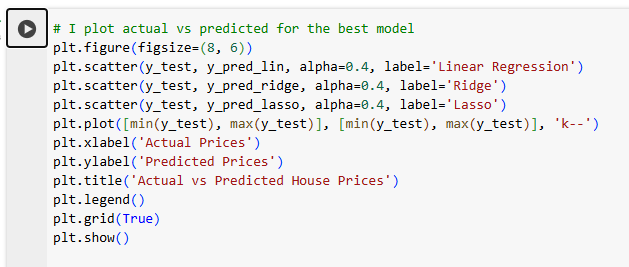 # I plot actual vs predicted for the best model
plt.figure(figsize=(8, 6))
plt.scatter(y_test, y_pred_lin, alpha=0.4, label='Linear Regression')
plt.scatter(y_test, y_pred_ridge, alpha=0.4, label='Ridge')
plt.scatter(y_test, y_pred_lasso, alpha=0.4, label='Lasso')
plt.plot([min(y_test), max(y_test)], [min(y_test), max(y_test)], 'k--')
plt.xlabel('Actual Prices')
plt.ylabel('Predicted Prices')
plt.title('Actual vs Predicted House Prices')
plt.legend()
plt.grid(True)
plt.show()